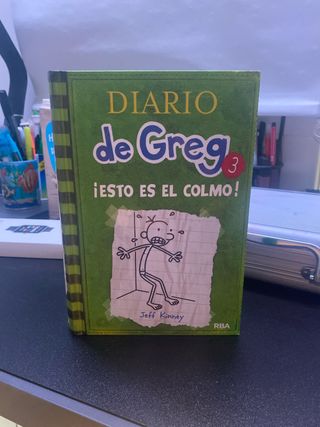 DIARIO
de Greg 3
¡ESTO ES EL COLMO!
Jeff Kinney
RBA